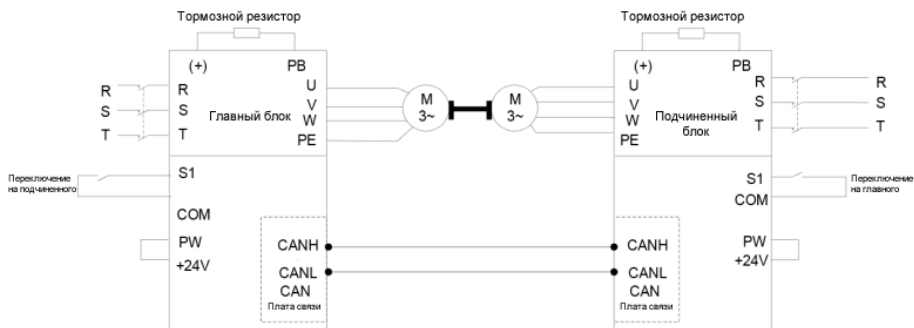 Тормозной резистор
Тормозной резистор
(+) PB
(+) PB
R R U
U R R
S S Главный блок V
V S S
T T W
W Подчиненный блок T T
PE
PE
M 3~
M 3~
Переключение
на подчиненного
S1
S1
Переключение
на главного
COM
COM
PW
PW
+24V
+24V
CANH
CANH
CANL
CANL
CAN
CAN
Плата связи
Плата связи